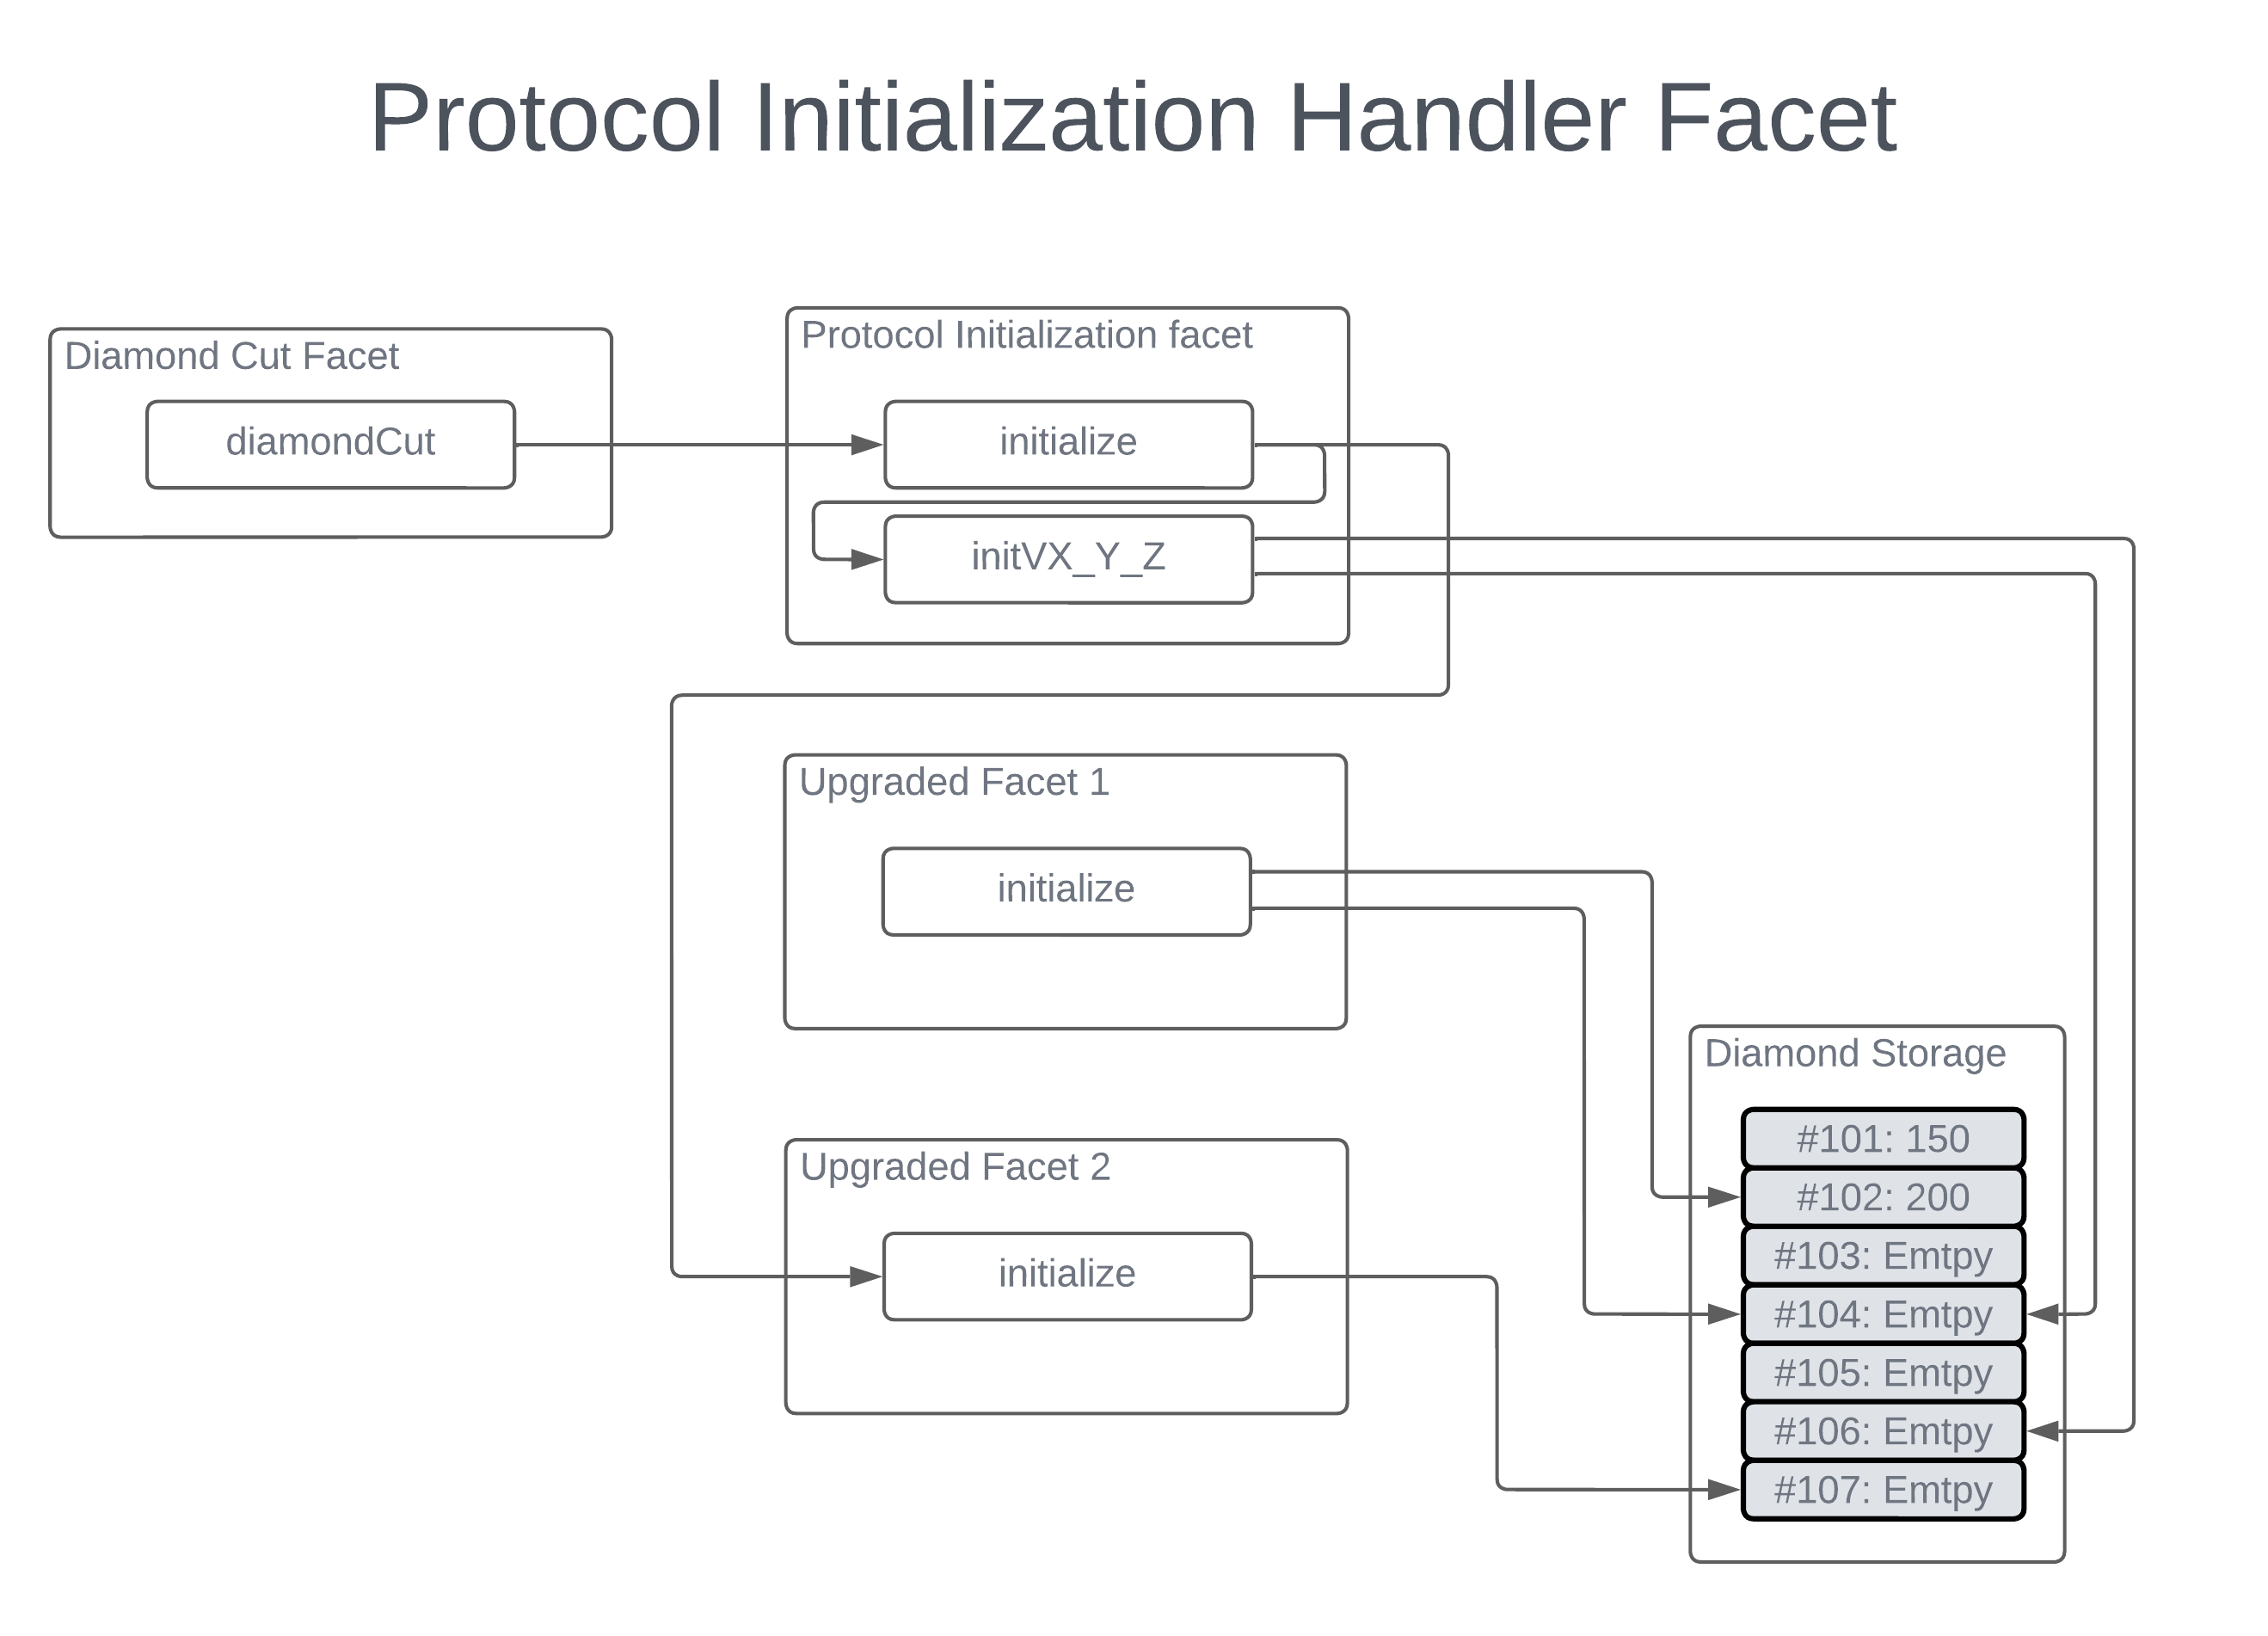 Protocol Initialization Handler Facet
Diamond Cut Facet
diamondCut
Protocol Initialization facet
initialize
initVX_Y_Z
Upgraded Facet 1
initialize
Upgraded Facet 2
initialize
Diamond Storage
#101: 150
#102: 200
#103: Emtpy
#104: Emtpy
#105: Emtpy
#106: Emtpy
#107: Emtpy